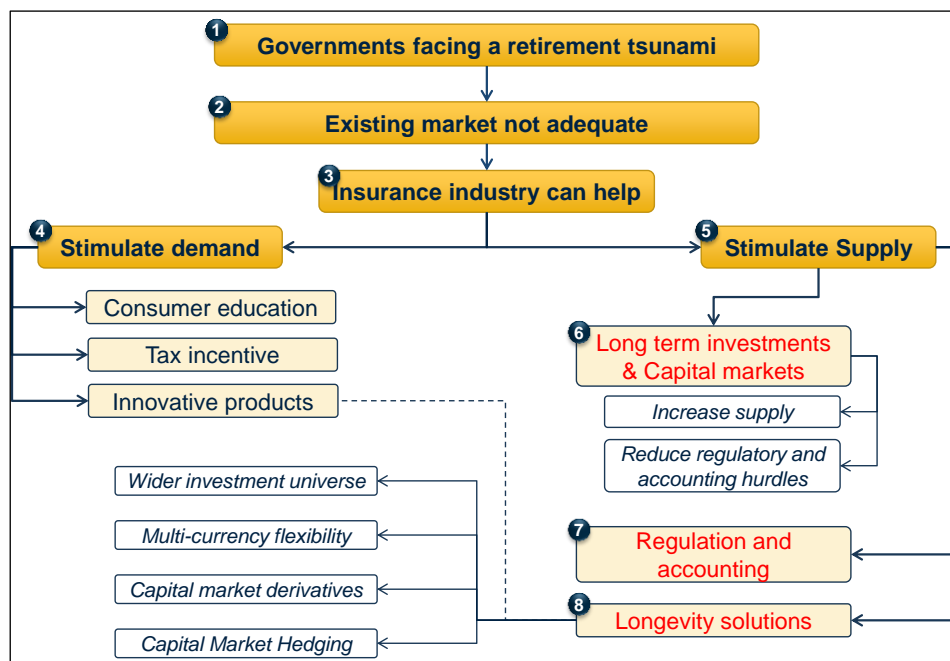 1
Governments facing a retirement tsunami
2
Existing market not adequate
3
Insurance industry can help
4
Stimulate demand
5
Stimulate Supply
Consumer education
Tax incentive
Innovative products
6
Long term investments
& Capital markets
Increase supply
Reduce regulatory and
accounting hurdles
Wider investment universe
Multi-currency flexibility
Capital market derivatives
Capital Market Hedging
7
Regulation and
accounting
8
Longevity solutions